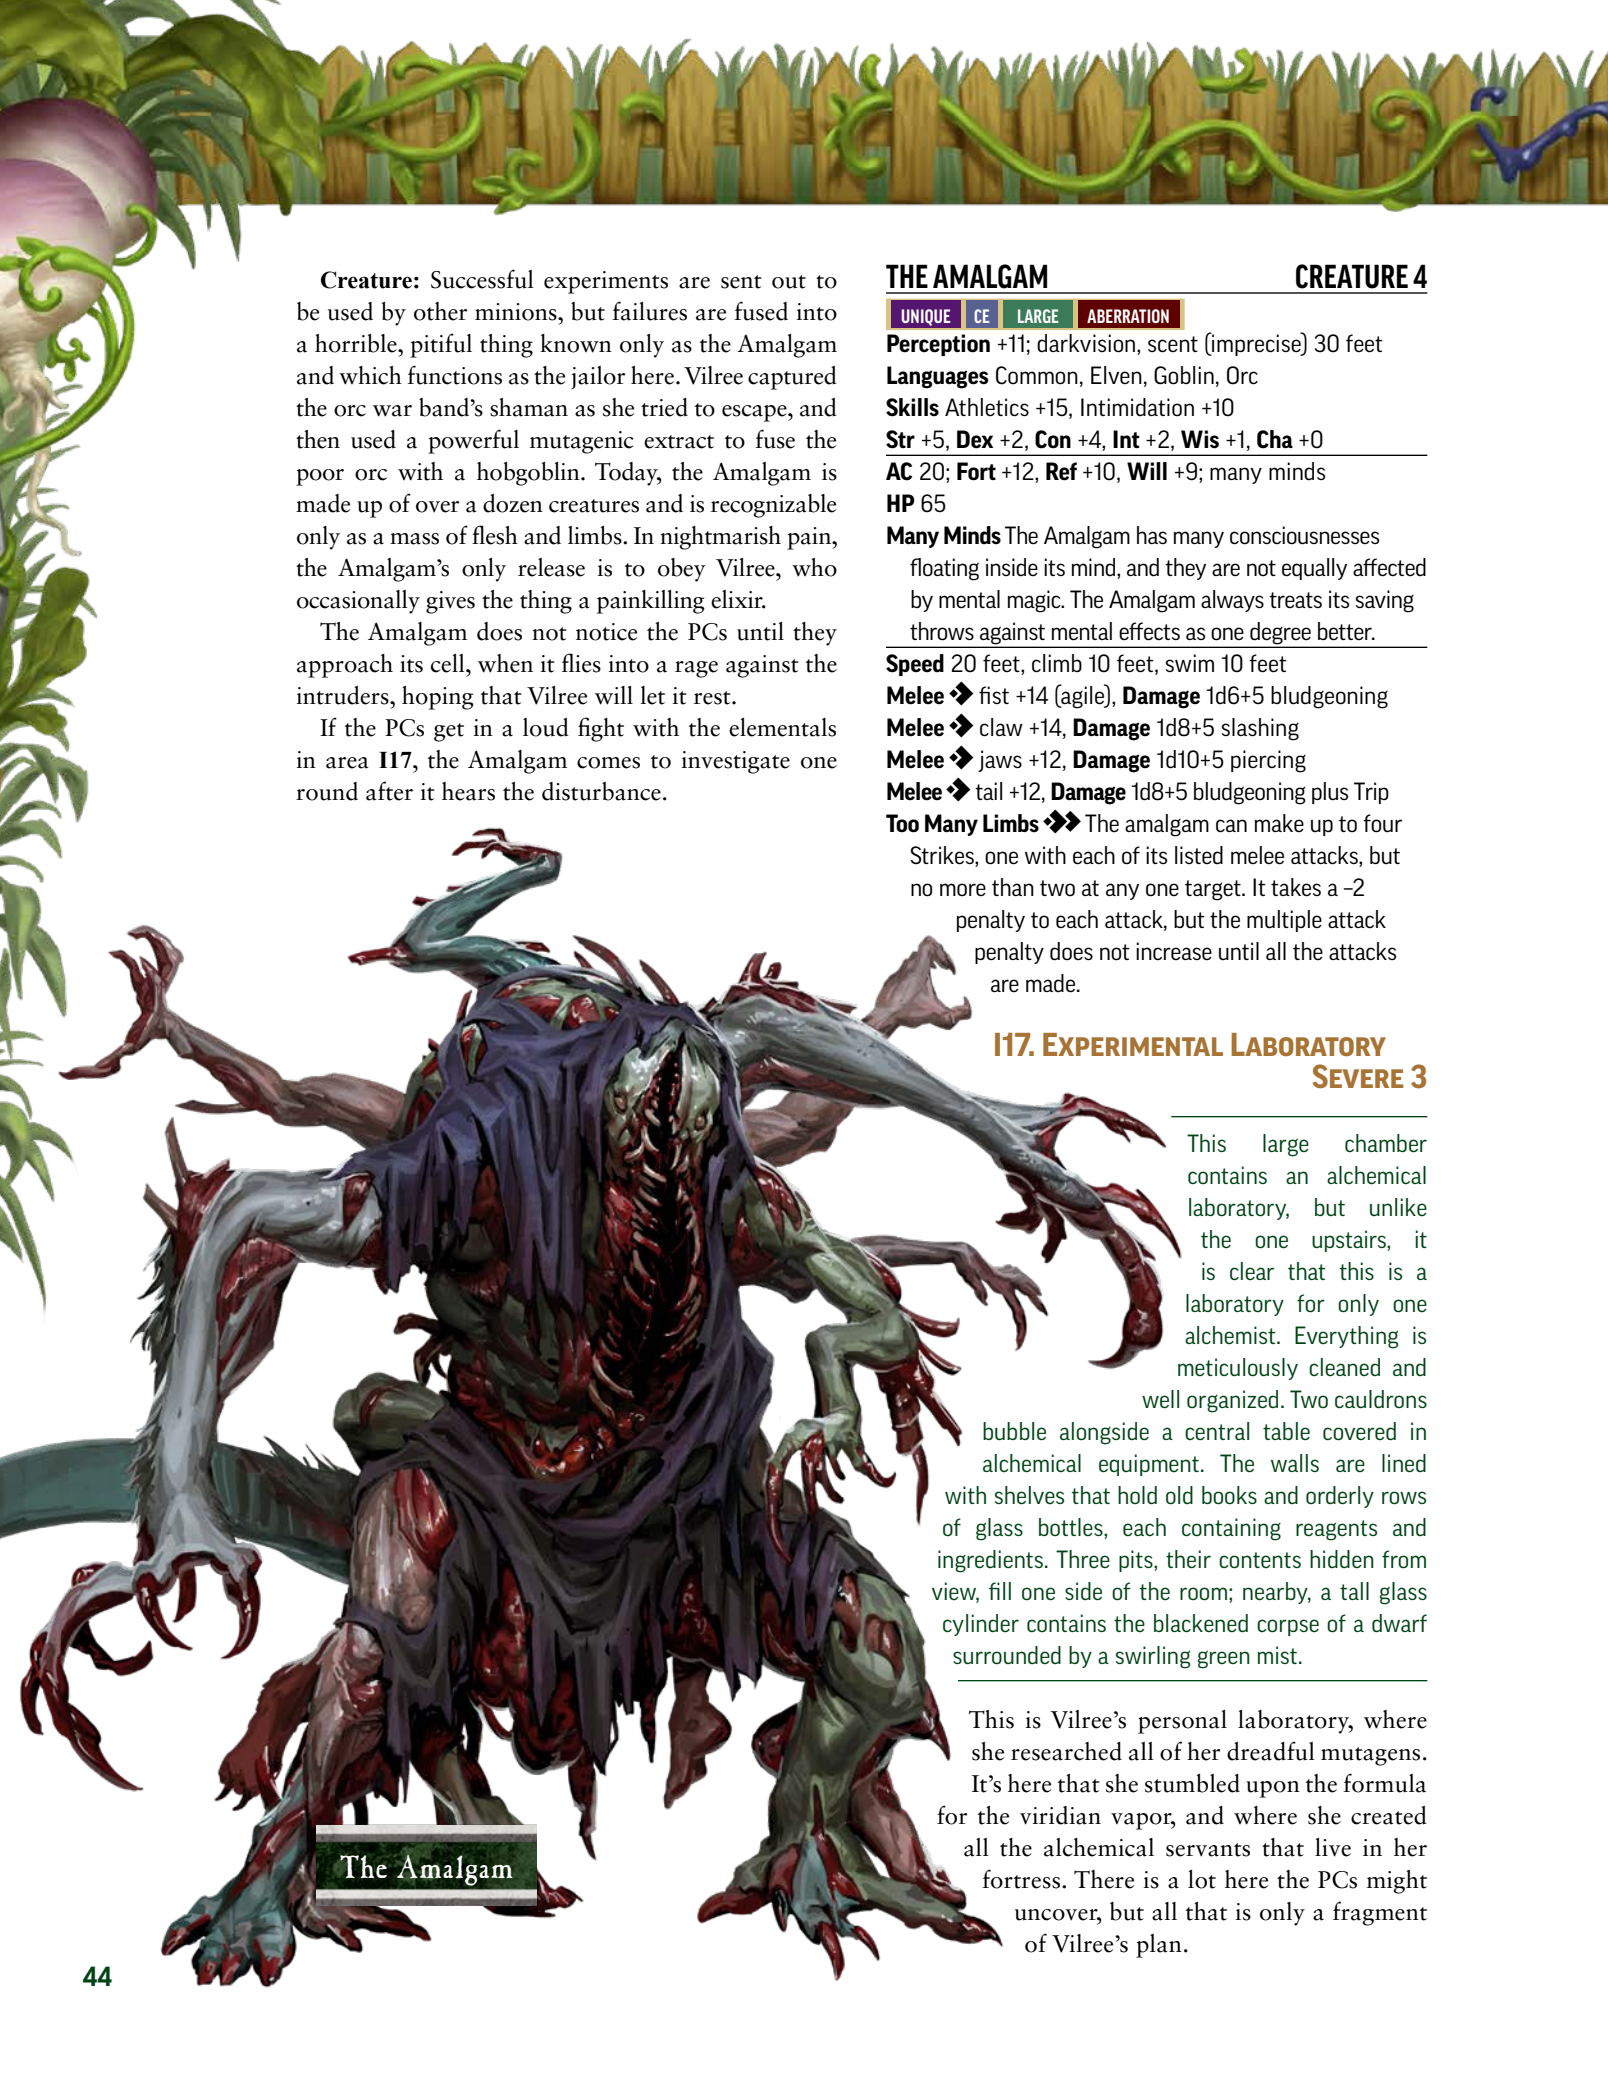 Creature: Successful experiments are sent out to
be used by other minions, but failures are fused into
a horrible, pitiful thing known only as the Amalgam
and which functions as the jailor here. Vilree captured
the orc war band’s shaman as she tried to escape, and
then used a powerful mutagenic extract to fuse the
poor orc with a hobgoblin. Today, the Amalgam is
made up of over a dozen creatures and is recognizable
only as a mass of flesh and limbs. In nightmarish pain,
the Amalgam’s only release is to obey Vilree, who
occasionally gives the thing a painkilling elixir.
The Amalgam does not notice the PCs until they
approach its cell, when it flies into a rage against the
intruders, hoping that Vilree will let it rest.
If the PCs get in a loud fight with the elementals
in area I17, the Amalgam comes to investigate one
round after it hears the disturbance.
THE AMALGAM CREATURE 4
UNIQUE CE LARGE ABERRATION
Perception +11; darkvision, scent (imprecise) 30 feet
Languages Common, Elven, Goblin, Orc
Skills Athletics +15, Intimidation +10
Str +5, Dex +2, Con +4, Int +2, Wis +1, Cha +0
AC 20; Fort +12, Ref +10, Will +9; many minds
HP 65
Many Minds The Amalgam has many consciousnesses
floating inside its mind, and they are not equally affected
by mental magic. The Amalgam always treats its saving
throws against mental effects as one degree better.
Speed 20 feet, climb 10 feet, swim 10 feet
Melee fist +14 (agile), Damage 1d6+5 bludgeoning
Melee claw +14, Damage 1d8+5 slashing
Melee jaws +12, Damage 1d10+5 piercing
Melee tail +12, Damage 1d8+5 bludgeoning plus Trip
Too Many Limbs The amalgam can make up to four
Strikes, one with each of its listed melee attacks, but
no more than two at any one target. It takes a –2
penalty to each attack, but the multiple attack
penalty does not increase until all the attacks
are made.
I17. Experimental Laboratory
Severe 3
This large chamber
contains an alchemical
laboratory, but unlike
the one upstairs, it
is clear that this is a
laboratory for only one
alchemist. Everything is
meticulously cleaned and
well organized. Two cauldrons
bubble alongside a central table covered in
alchemical equipment. The walls are lined
with shelves that hold old books and orderly rows
of glass bottles, each containing reagents and
ingredients. Three pits, their contents hidden from
view, fill one side of the room; nearby, a tall glass
cylinder contains the blackened corpse of a dwarf
surrounded by a swirling green mist.
This is Vilree’s personal laboratory, where
she researched all of her dreadful mutagens.
It’s here that she stumbled upon the formula
for the viridian vapor, and where she created
all the alchemical servants that live in her
fortress. There is a lot here the PCs might
uncover, but all that is only a fragment
of Vilree’s plan.
The Amalgam
44